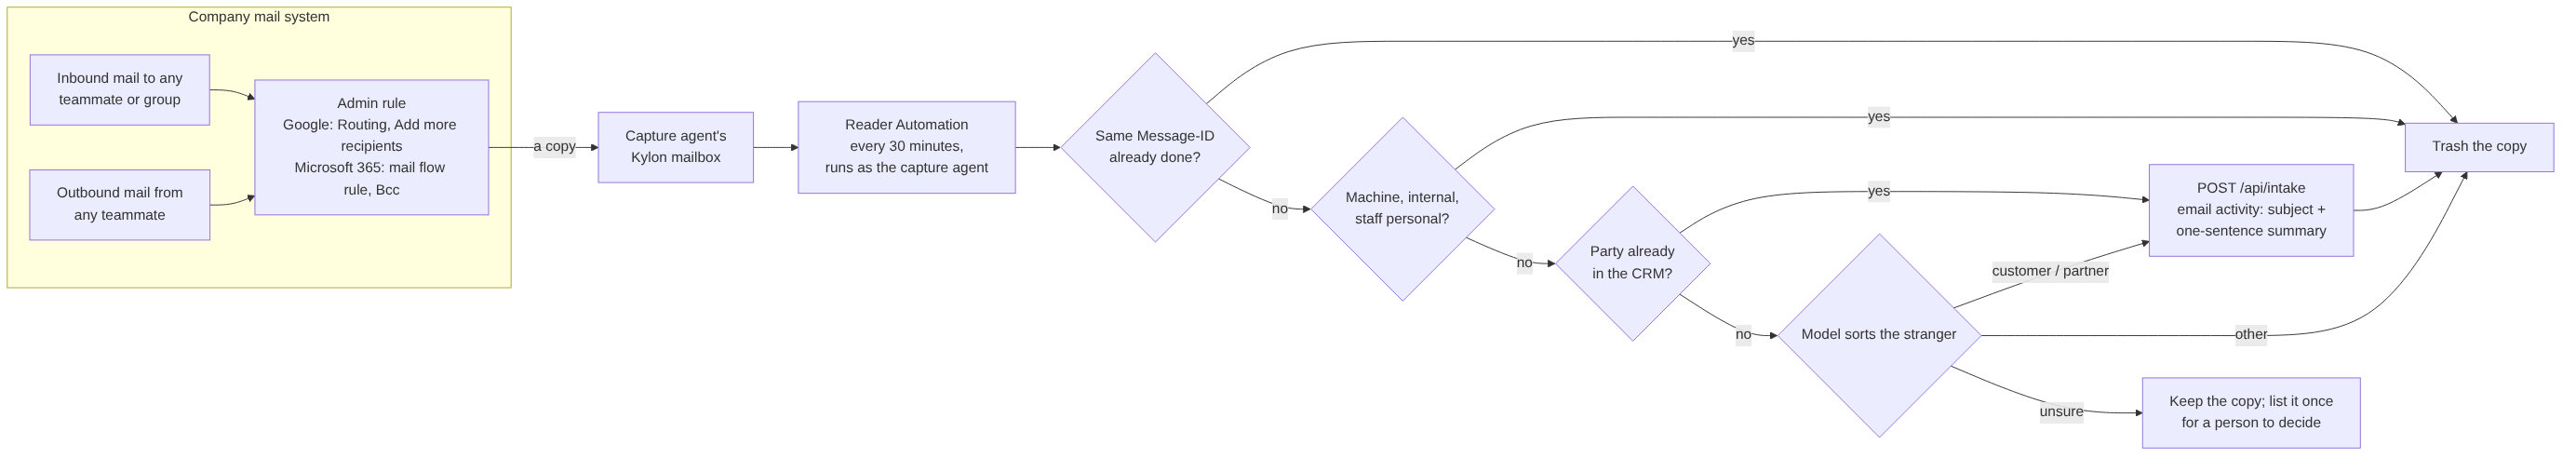 Company mail system
Inbound mail to any
teammate or group
Outbound mail from
any teammate
Admin rule
Google: Routing, Add more
recipients
Microsoft 365: mail flow
rule, Bcc
a copy
Capture agent's
Kylon mailbox
Reader Automation
every 30 minutes,
runs as the capture agent
Same Message-ID
already done?
yes
no
Machine, internal,
staff personal?
yes
no
Party already
in the CRM?
yes
no
Model sorts the stranger
customer / partner
other
unsure
POST /api/intake
email activity: subject +
one-sentence summary
Trash the copy
Keep the copy; list it once
for a person to decide